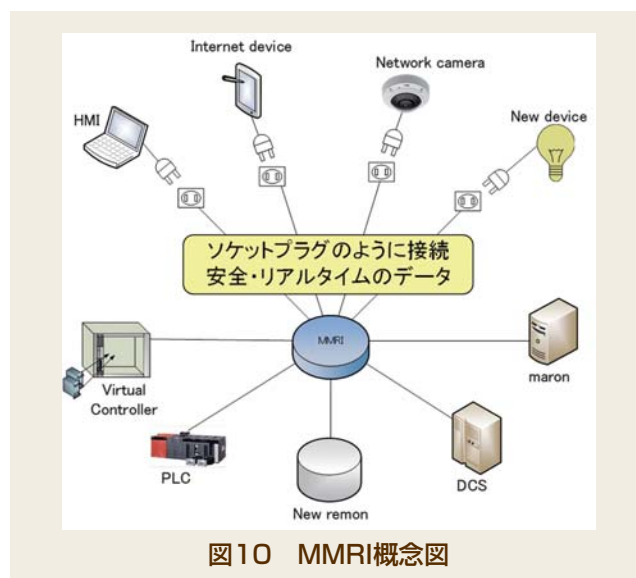 Internet device
Network camera
HMI
New device
ソケットプラグのように接続
安全・リアルタイムのデータ
MMRI
maron
Virtual
Controller
PLC
DCS
New remon
図10　MMRI概念図